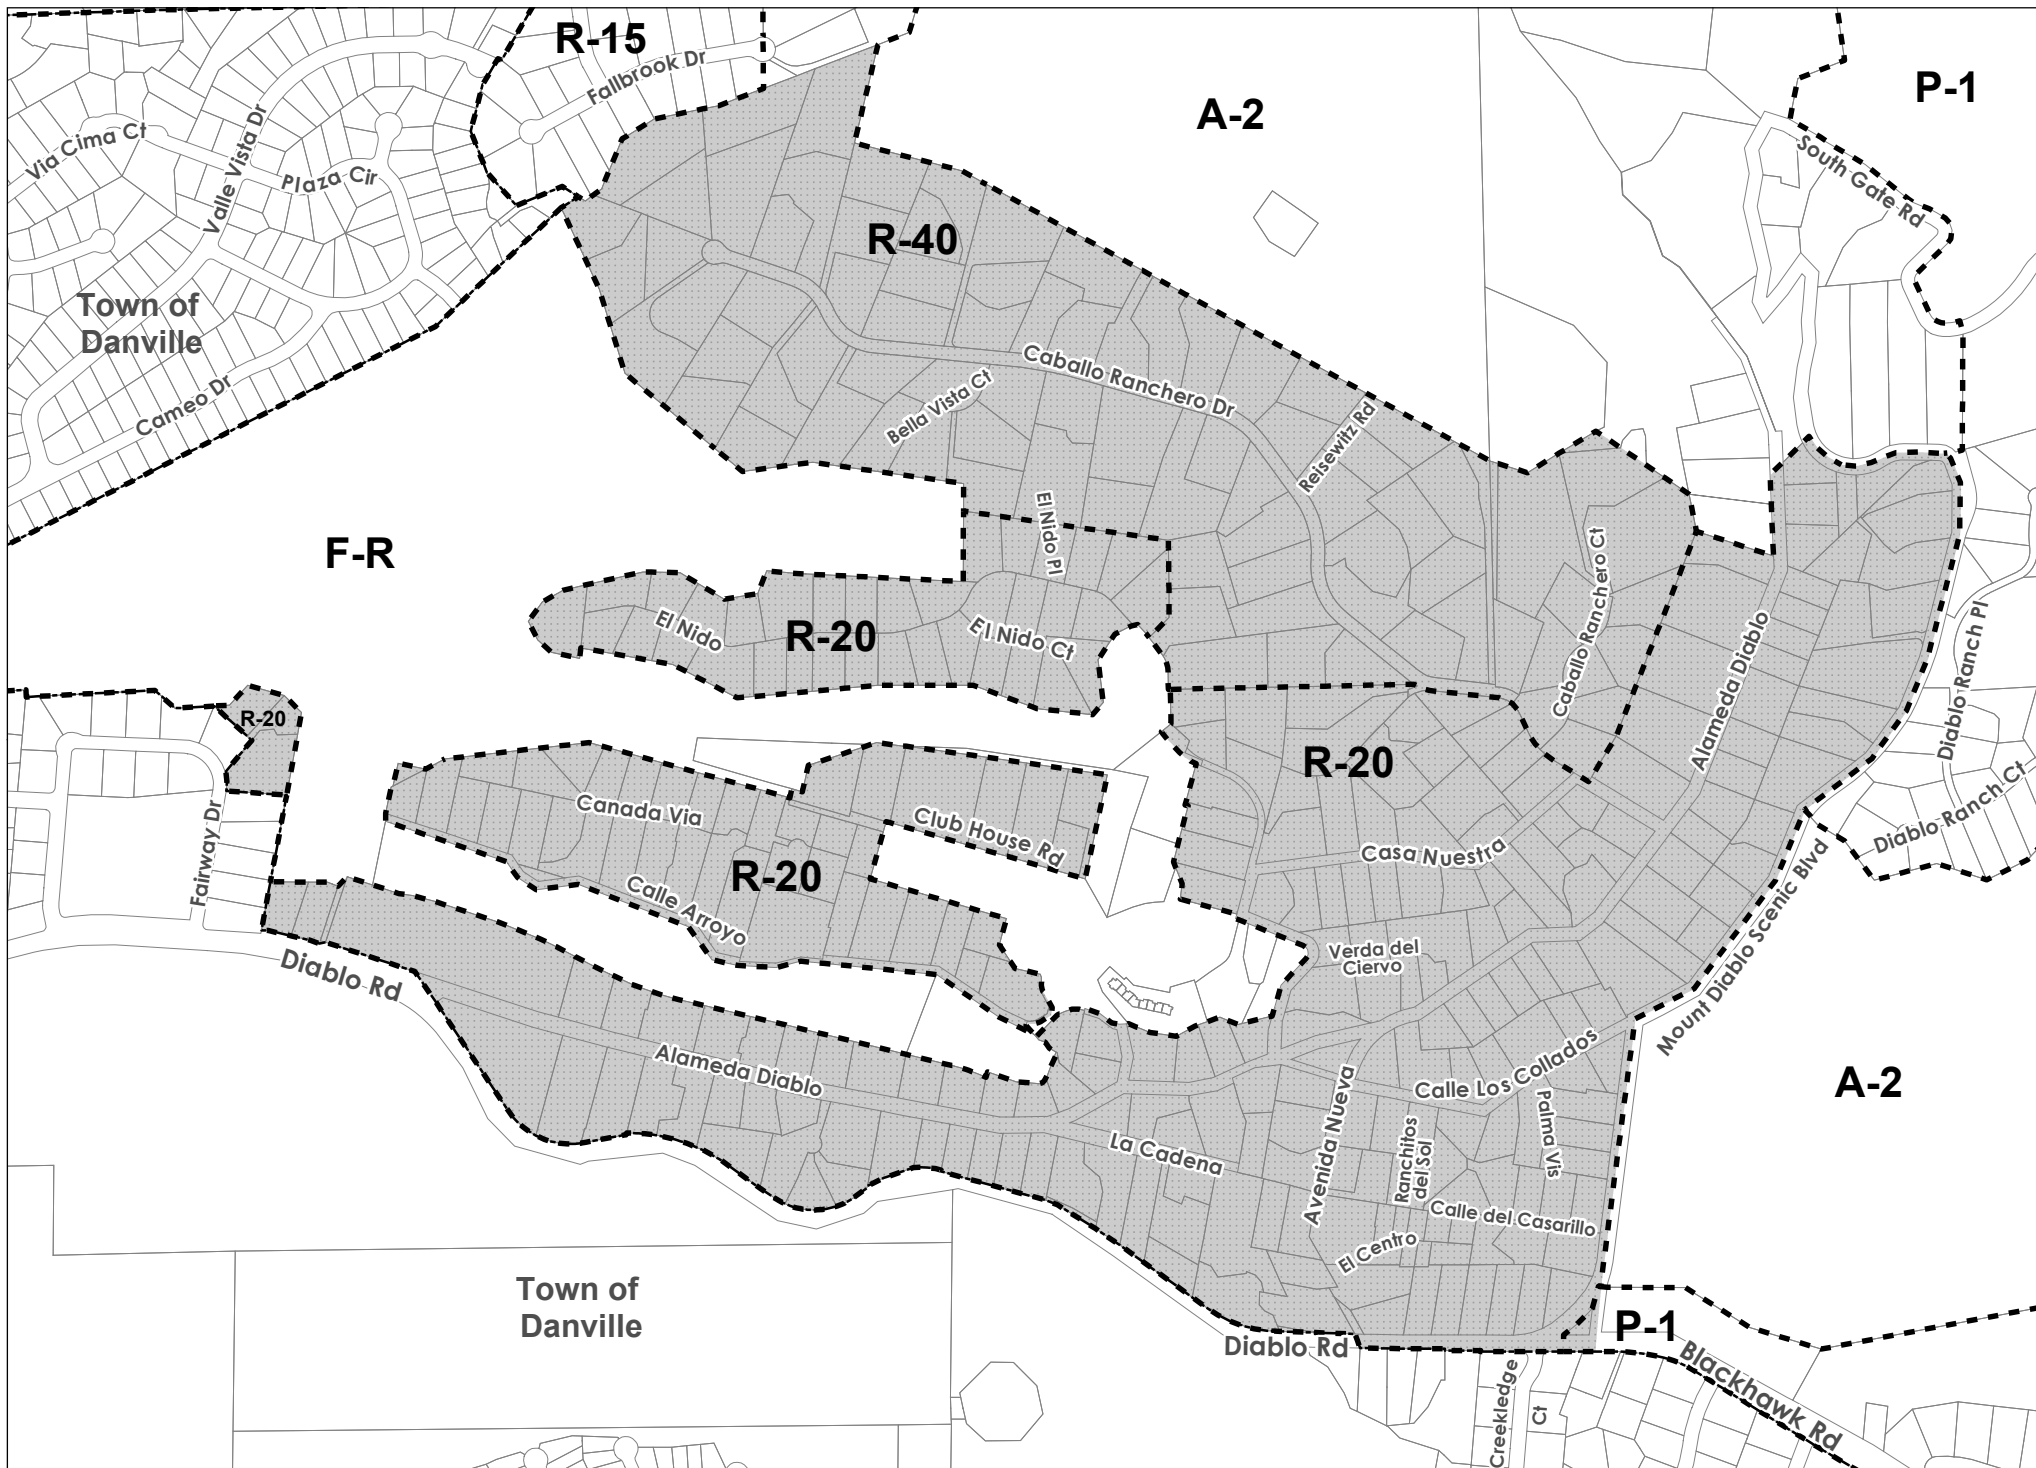 R-15
Fallbrook Dr
A-2
P-1
Via Cima Ct
Valle Vista Dr
Plaza Cir
South Gate Rd
R-40
Town of
Danville
Cameo Dr
Caballo Ranchero Dr
Bella Vista Ct
Reisewitz Rd
El Nido Pl
F-R
Caballo Ranchero Ct
El Nido
R-20
El Nido Ct
Alameda Diablo
Diablo Ranch Pl
R-20
R-20
Canada Via
Club House Rd
Fairway Dr
R-20
Casa Nuestra
Diablo Ranch Ct
Calle Arroyo
Mount Diablo Scenic Blvd
Diablo Rd
Verda del
Ciervo
Alameda Diablo
Calle Los Collados
A-2
Avenida Nueva
La Cadena
Ranchitos
del Sol
Palma Vis
Calle del Casarillo
El Centro
Town of
Danville
Diablo Rd
P-1
Blackhawk Rd
Creekledge
Ct